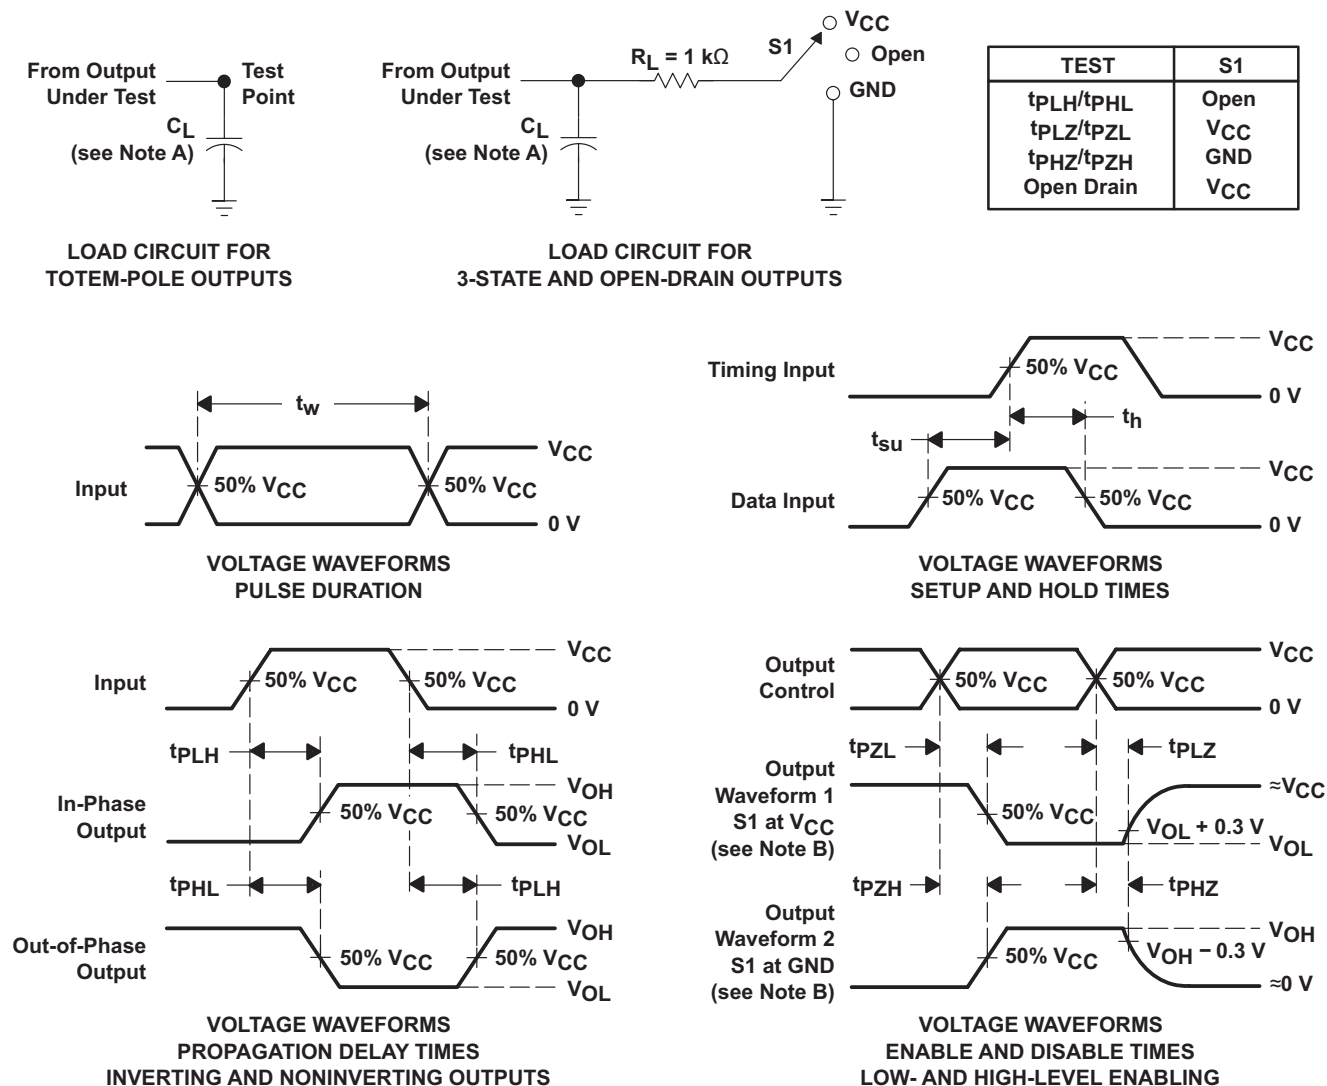 From Output
Under Test
Test
Point
CL
(see Note A)
LOAD CIRCUIT FOR
TOTEM-POLE OUTPUTS
From Output
Under Test
RL = 1 kΩ
S1
VCC
Open
GND
CL
(see Note A)
LOAD CIRCUIT FOR
3-STATE AND OPEN-DRAIN OUTPUTS
TEST S1
tPLH/tPHL Open
tPLZ/tPZL VCC
tPHZ/tPZH GND
Open Drain VCC
tw
Input
50% VCC
50% VCC
VCC
0 V
VOLTAGE WAVEFORMS
PULSE DURATION
Timing Input
50% VCC
VCC
0 V
th
tsu
Data Input
50% VCC
50% VCC
VCC
0 V
VOLTAGE WAVEFORMS
SETUP AND HOLD TIMES
Input
50% VCC
50% VCC
VCC
0 V
tPLH
tPHL
In-Phase
Output
50% VCC
50% VCC
VOH
VOL
tPHL
tPLH
Out-of-Phase
Output
50% VCC
50% VCC
VOH
VOL
VOLTAGE WAVEFORMS
PROPAGATION DELAY TIMES
INVERTING AND NONINVERTING OUTPUTS
Output
Control
50% VCC
50% VCC
VCC
0 V
tPZL
tPLZ
Output
Waveform 1
S1 at VCC
(see Note B)
50% VCC
VOL + 0.3 V
≈VCC
VOL
tPZH
tPHZ
Output
Waveform 2
S1 at GND
(see Note B)
50% VCC
VOH − 0.3 V
VOH
≈0 V
VOLTAGE WAVEFORMS
ENABLE AND DISABLE TIMES
LOW- AND HIGH-LEVEL ENABLING